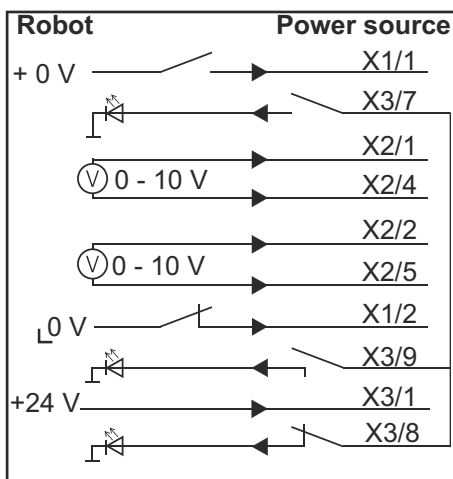 Robot Power source
X1/1
+ 0 V
X3/7
X2/1
V 0 - 10 V
X2/4
X2/2
V 0 - 10 V
X2/5
0 V X1/2
X3/9
+24 V X3/1
X3/8